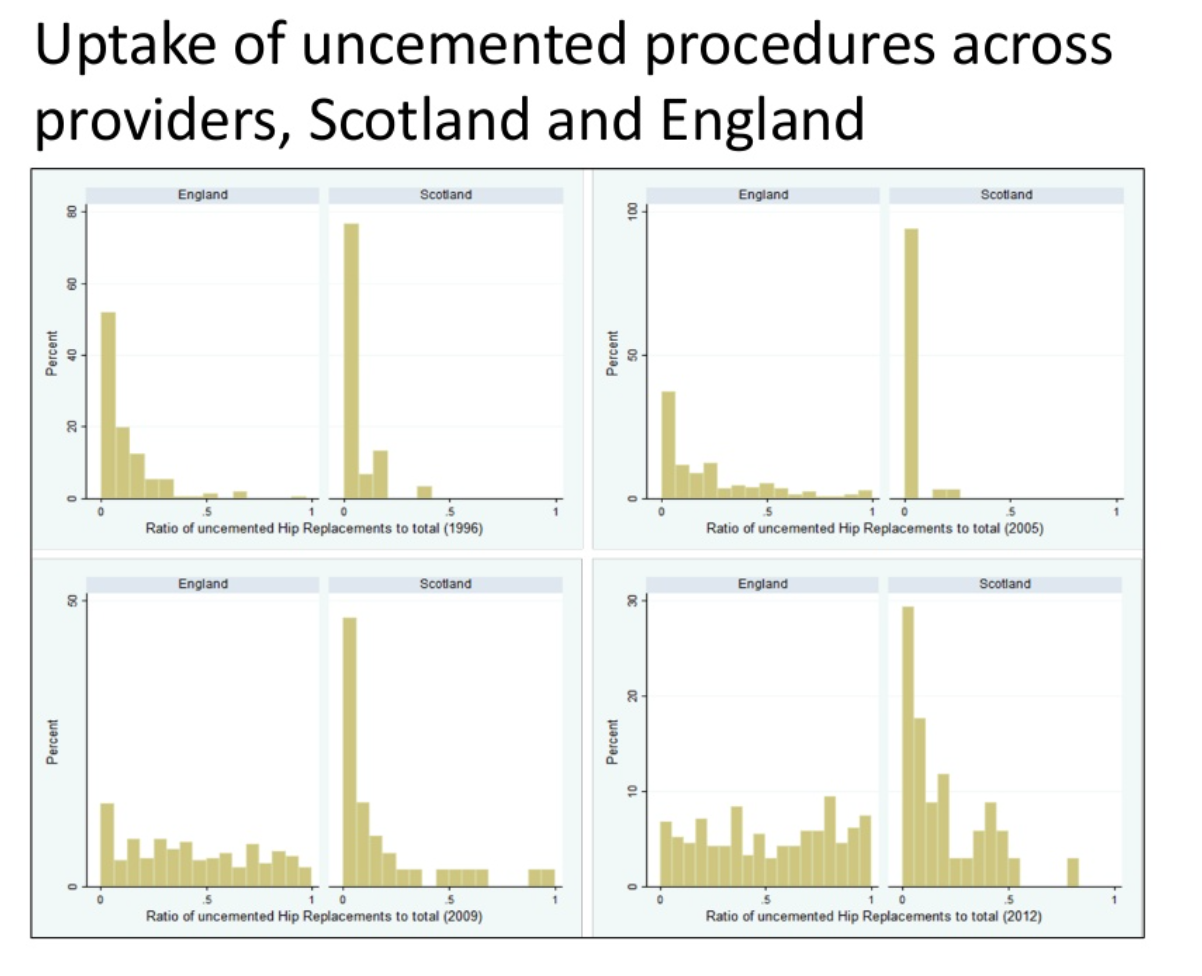 Uptake of uncemented procedures across
providers, Scotland and England
England Scotland
Percent
80
60
40
20
0
0 .5 1 0 .5 1
Ratio of uncemented Hip Replacements to total (1996)
England Scotland
Percent
100
50
0
0 .5 1 0 .5 1
Ratio of uncemented Hip Replacements to total (2005)
England Scotland
Percent
50
0
0 .5 1 0 .5 1
Ratio of uncemented Hip Replacements to total (2009)
England Scotland
Percent
30
20
10
0
0 .5 1 0 .5 1
Ratio of uncemented Hip Replacements to total (2012)